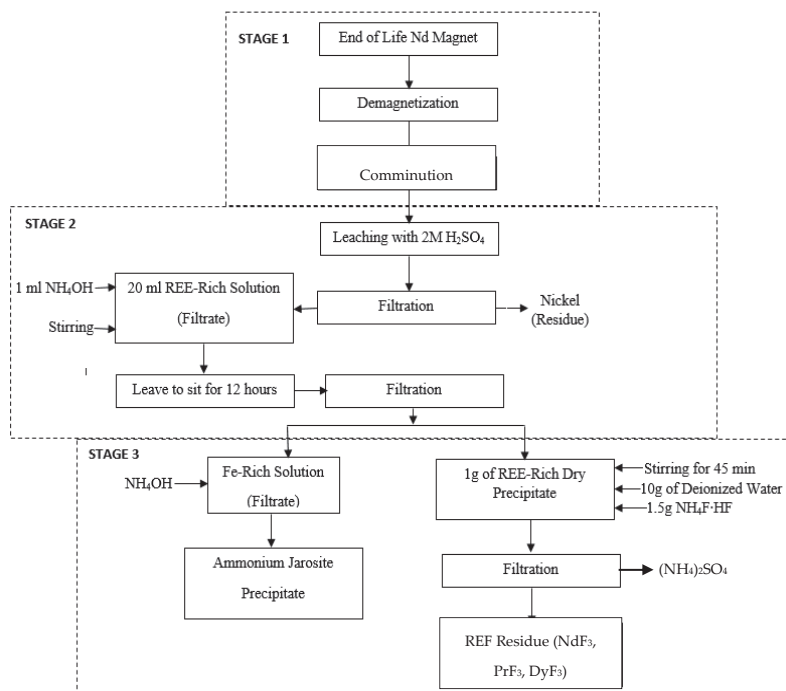 STAGE 1
End of Life Nd Magnet
Demagnetization
Comminution
STAGE 2
Leaching with 2M H₂SO₄
1 ml NH₄OH
Stirring
20 ml REE-Rich Solution
(Filtrate)
Filtration
Nickel
(Residue)
Leave to sit for 12 hours
Filtration
STAGE 3
NH₄OH
Fe-Rich Solution
(Filtrate)
1g of REE-Rich Dry
Precipitate
Stirring for 45 min
10g of Deionized Water
1.5g NH₄F·HF
Ammonium Jarosite
Precipitate
Filtration
(NH₄)₂SO₄
REF Residue (NdF₃,
PrF₃, DyF₃)